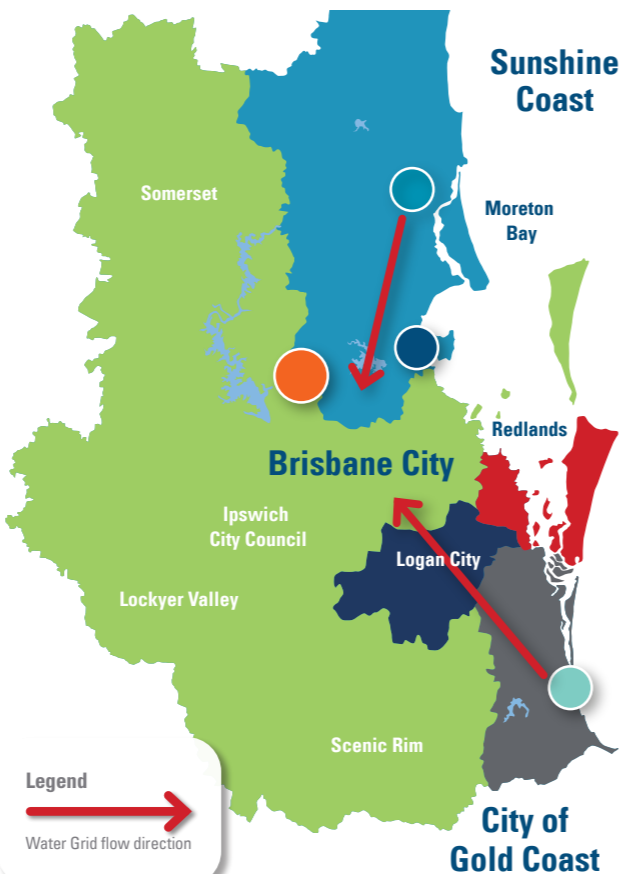 Sunshine
Coast
Somerset
Moreton
Bay
Redlands
Brisbane City
Ipswich
City Council
Logan City
Lockyer Valley
Scenic Rim
Legend
Water Grid flow direction
City of
Gold Coast